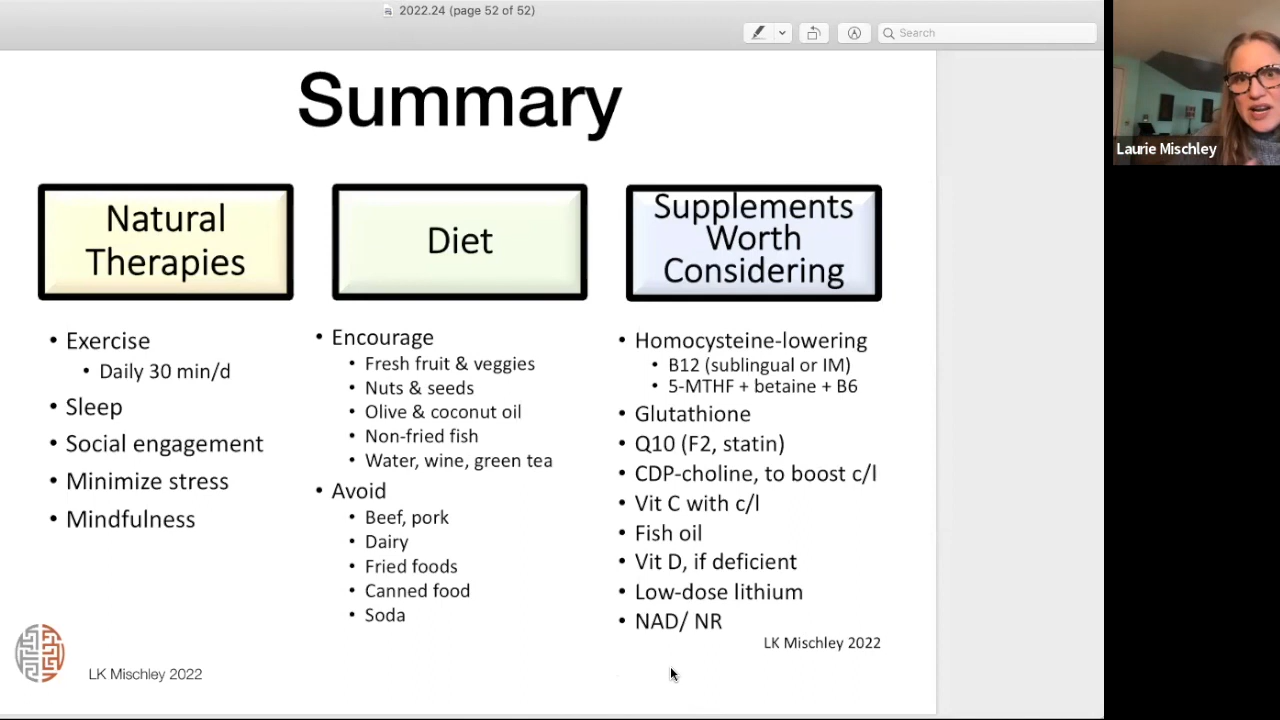 2022.24 (page 52 of 52)
Search
Laurie Mischley
Summary
Natural
Therapies
• Exercise
• Daily 30 min/d
• Sleep
• Social engagement
• Minimize stress
• Mindfulness
Diet
• Encourage
• Fresh fruit & veggies
• Nuts & seeds
• Olive & coconut oil
• Non-fried fish
• Water, wine, green tea
• Avoid
• Beef, pork
• Dairy
• Fried foods
• Canned food
• Soda
Supplements
Worth
Considering
• Homocysteine-lowering
• B12 (sublingual or IM)
• 5-MTHF + betaine + B6
• Glutathione
• Q10 (F2, statin)
• CDP-choline, to boost c/l
• Vit C with c/l
• Fish oil
• Vit D, if deficient
• Low-dose lithium
• NAD/ NR
LK Mischley 2022
LK Mischley 2022